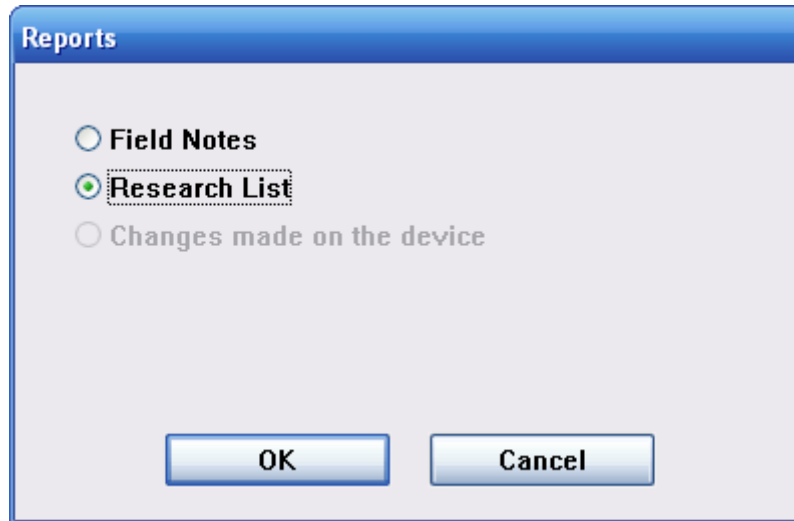 Reports
Field Notes
Research List
Changes made on the device
OK
Cancel